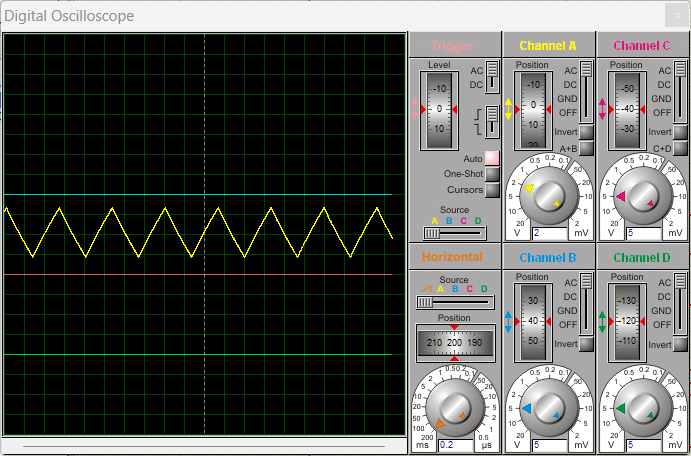 Digital Oscilloscope
x
Trigger
Level
-10
0
10
AC
DC
Auto
One-Shot
Cursors
Source
A B C D
Channel A
Position
-10
0
10
20
AC
DC
GND
OFF
Invert
A+B
20 10 5 2 1 0.5 0.2 0.1 50 20 10 5 2
V 2 mV
Channel C
Position
-50
-40
-30
AC
DC
GND
OFF
Invert
C+D
20 10 5 2 1 0.5 0.2 0.1 50 20 10 5 2
V 5 mV
Horizontal
Source
A B C D
Position
210 200 190
200 100 50 20 10 5 2 1 0.5 0.2 0.1 50 20 10 5 2 1 0.5
ms 0.2 µs
Channel B
Position
30
40
50
AC
DC
GND
OFF
Invert
20 10 5 2 1 0.5 0.2 0.1 50 20 10 5 2
V 5 mV
Channel D
Position
-130
-120
-110
AC
DC
GND
OFF
Invert
20 10 5 2 1 0.5 0.2 0.1 50 20 10 5 2
V 5 mV